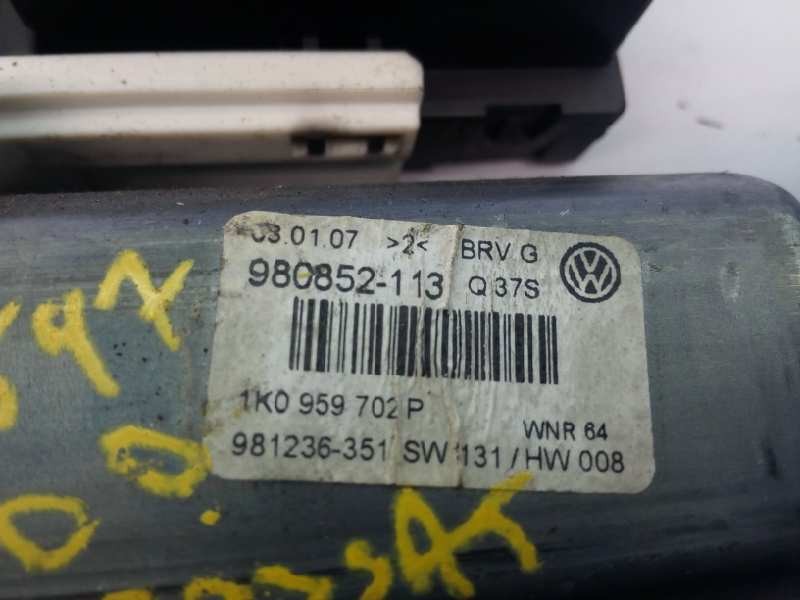 03.01.07 >2< BRV G
980852-113 Q 37S
1K0 959 702 P
WNR 64
981236-351 SW 131 / HW 008